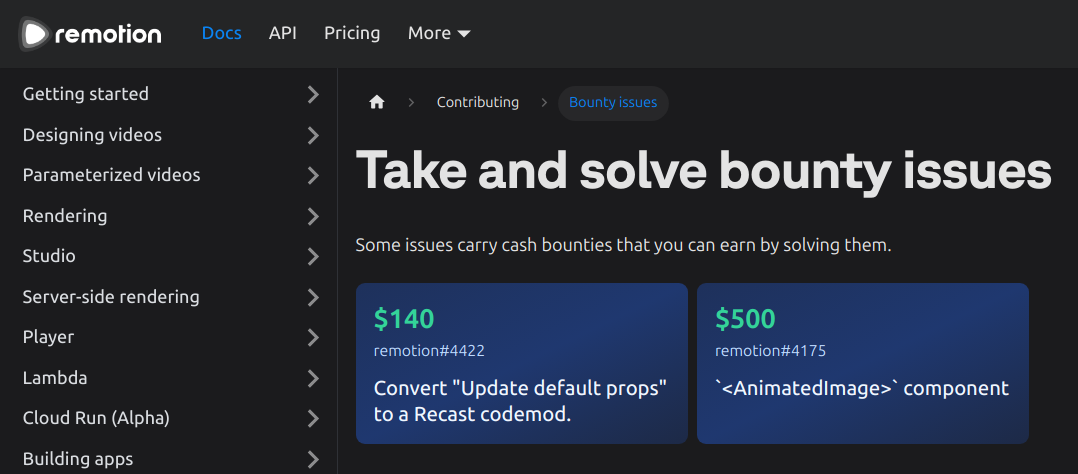 remotion Docs API Pricing More
Getting started
Designing videos
Parameterized videos
Rendering
Studio
Server-side rendering
Player
Lambda
Cloud Run (Alpha)
Building apps
Contributing Bounty issues
Take and solve bounty issues
Some issues carry cash bounties that you can earn by solving them.
$140
remotion#4422
Convert "Update default props"
to a Recast codemod.
$500
remotion#4175
`<AnimatedImage>` component